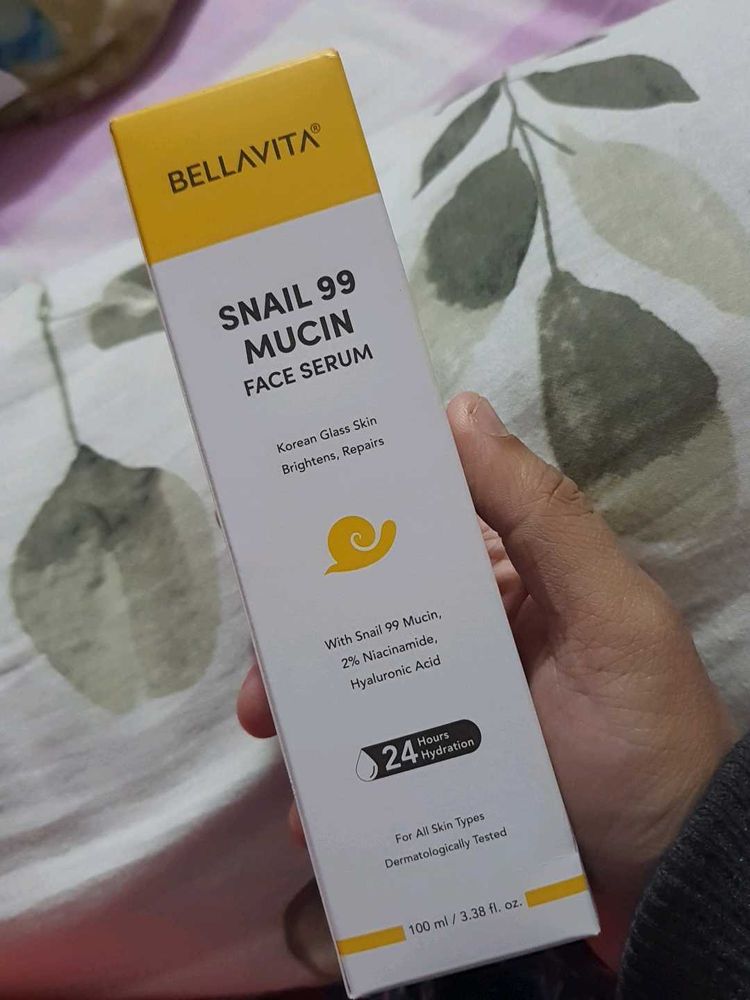 BELLAVITA®
SNAIL 99
MUCIN
FACE SERUM
Korean Glass Skin
Brightens, Repairs
With Snail 99 Mucin,
2% Niacinamide,
Hyaluronic Acid
24 Hours
Hydration
For All Skin Types
Dermatologically Tested
100 ml / 3.38 fl. oz.